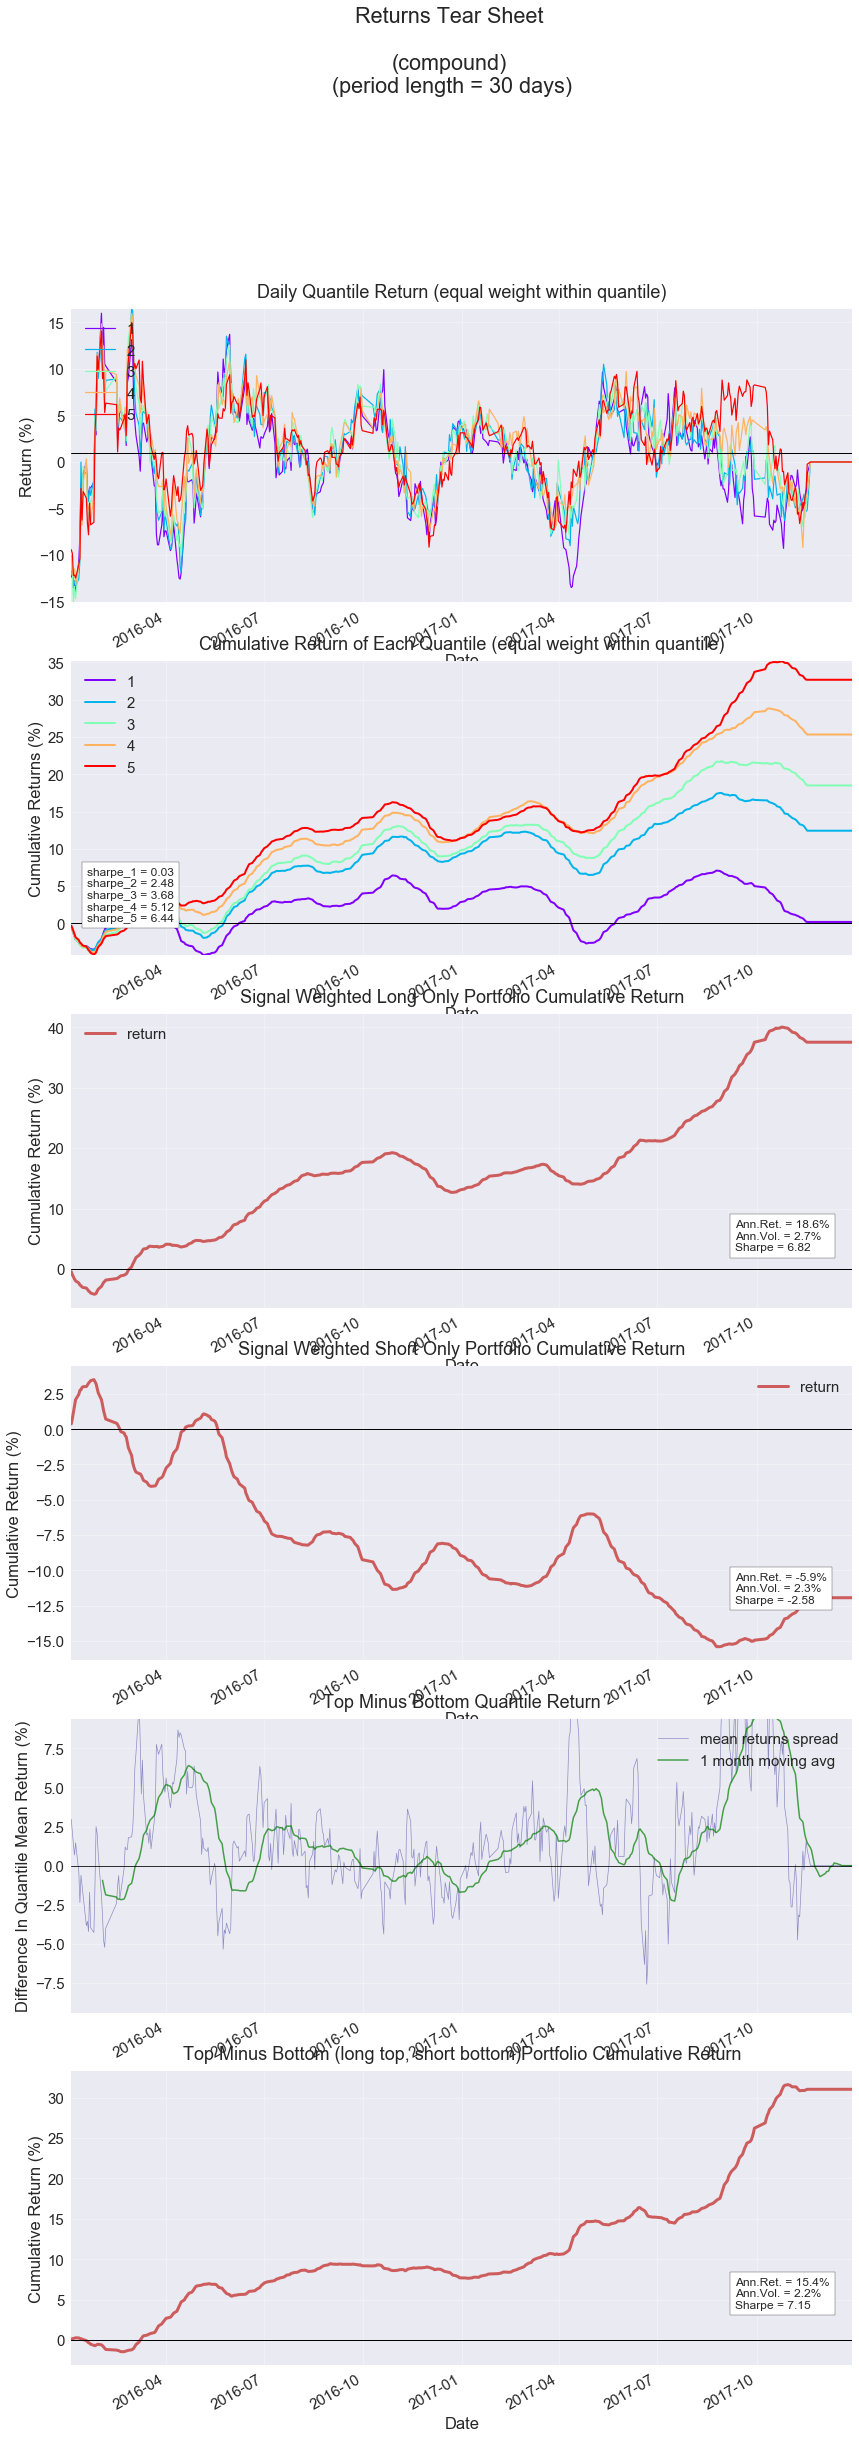 Returns Tear Sheet
(compound)
(period length = 30 days)
Daily Quantile Return (equal weight within quantile)
Return (%)
15
10
5
0
−5
−10
−15
1
2
3
4
5
2016-04
2016-07
2016-10
2017-01
2017-04
2017-07
2017-10
Date
Cumulative Return of Each Quantile (equal weight within quantile)
Cumulative Returns (%)
35
30
25
20
15
10
5
0
1
2
3
4
5
sharpe_1 = 0.03
sharpe_2 = 2.48
sharpe_3 = 3.68
sharpe_4 = 5.12
sharpe_5 = 6.44
2016-04
2016-07
2016-10
2017-01
2017-04
2017-07
2017-10
Date
Signal Weighted Long Only Portfolio Cumulative Return
Cumulative Return (%)
40
30
20
10
0
return
Ann.Ret. = 18.6%
Ann.Vol. = 2.7%
Sharpe = 6.82
2016-04
2016-07
2016-10
2017-01
2017-04
2017-07
2017-10
Date
Signal Weighted Short Only Portfolio Cumulative Return
Cumulative Return (%)
2.5
0.0
−2.5
−5.0
−7.5
−10.0
−12.5
−15.0
return
Ann.Ret. = -5.9%
Ann.Vol. = 2.3%
Sharpe = -2.58
2016-04
2016-07
2016-10
2017-01
2017-04
2017-07
2017-10
Date
Top Minus Bottom Quantile Return
Difference In Quantile Mean Return (%)
7.5
5.0
2.5
0.0
−2.5
−5.0
−7.5
mean returns spread
1 month moving avg
2016-04
2016-07
2016-10
2017-01
2017-04
2017-07
2017-10
Top Minus Bottom (long top, short bottom)Portfolio Cumulative Return
Cumulative Return (%)
30
25
20
15
10
5
0
Ann.Ret. = 15.4%
Ann.Vol. = 2.2%
Sharpe = 7.15
2016-04
2016-07
2016-10
2017-01
2017-04
2017-07
2017-10
Date